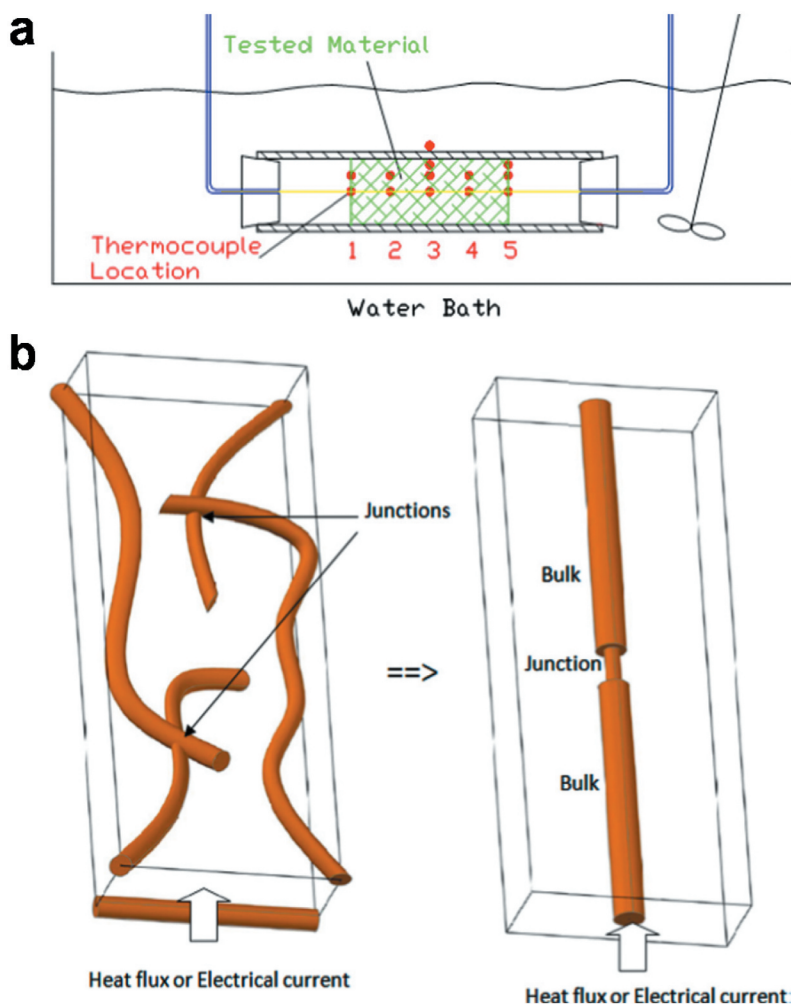 a
Tested Material
Thermocouple
Location
1 2 3 4 5
Water Bath
b
Junctions
Bulk
Junction
==>
Bulk
Heat flux or Electrical current
Heat flux or Electrical current